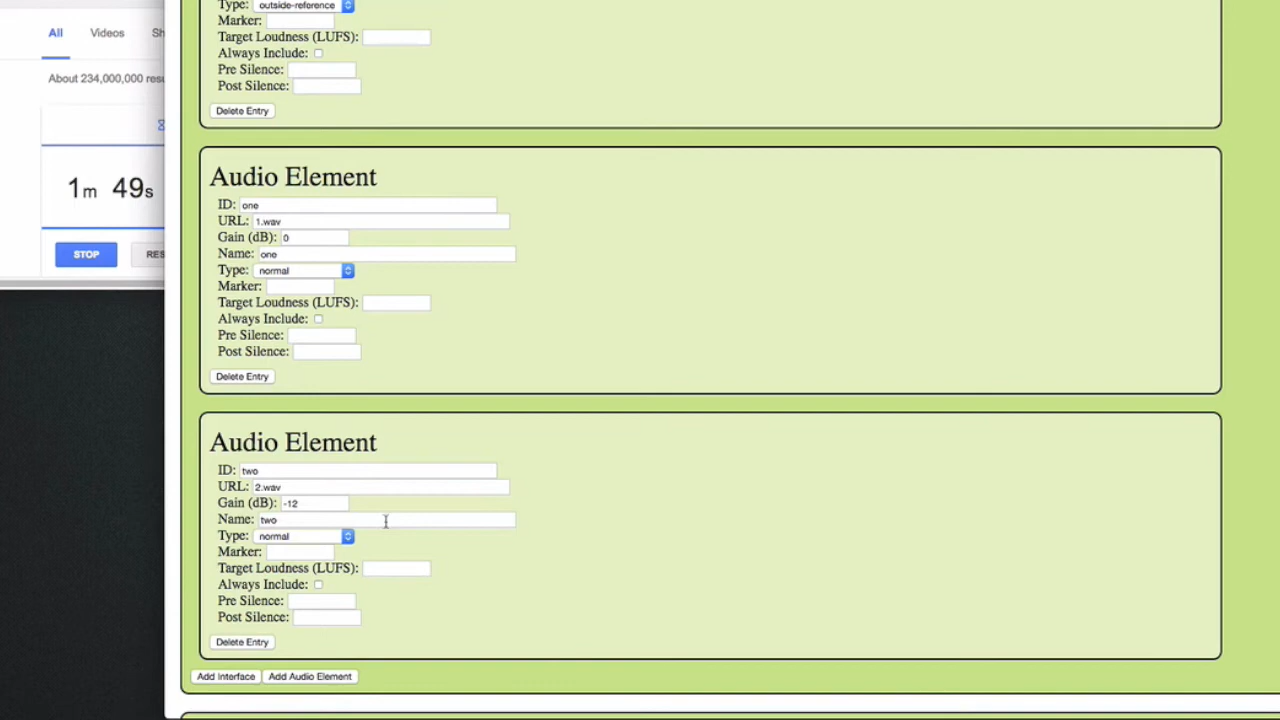 All Videos
About 234,000,000
1m 49s
STOP
Type: outside-reference
Marker:
Target Loudness (LUFS):
Always Include:
Pre Silence:
Post Silence:
Delete Entry
Audio Element
ID: one
URL: 1.wav
Gain (dB): 0
Name: one
Type: normal
Marker:
Target Loudness (LUFS):
Always Include:
Pre Silence:
Post Silence:
Delete Entry
Audio Element
ID: two
URL: 2.wav
Gain (dB): -12
Name: two
Type: normal
Marker:
Target Loudness (LUFS):
Always Include:
Pre Silence:
Post Silence:
Delete Entry
Add Interface Add Audio Element